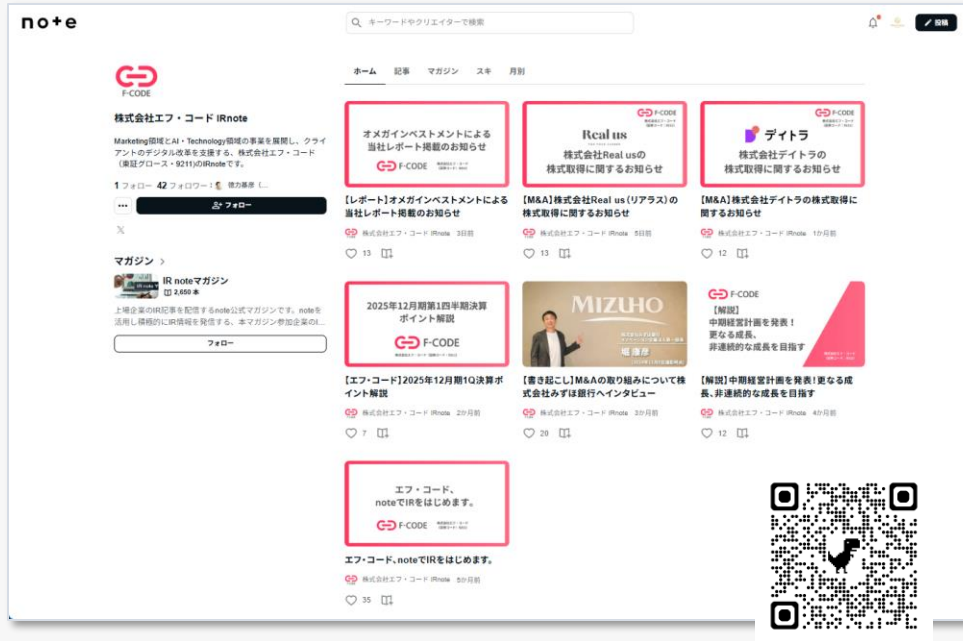 note
キーワードやクリエイターで検索
投稿
F-CODE
株式会社エフ・コード IRnote
Marketing領域とAI・Technology領域の事業を展開し、クライ
アントのデジタル改革を支援する、株式会社エフ・コード
（東証グロース・9211）のIRnoteです。
1 フォロー 42 フォロワー
フォロー
マガジン
IR noteマガジン
2,650 本
上場企業のIR記事を配信するnote公式マガジンです。noteを
活用し積極的にIR情報を発信する、本マガジン参加企業のI...
フォロー
ホーム 記事 マガジン スキ 月別
オメガインベストメントによる
当社レポート掲載のお知らせ
F-CODE
【レポート】オメガインベストメントによる
当社レポート掲載のお知らせ
株式会社エフ・コード IRnote 3日前
13
F-CODE
Real us
株式会社Real usの
株式取得に関するお知らせ
【M&A】株式会社Real us（リアラス）の
株式取得に関するお知らせ
株式会社エフ・コード IRnote 5日前
13
F-CODE
デイトラ
株式会社デイトラの
株式取得に関するお知らせ
【M&A】株式会社デイトラの株式取得に
関するお知らせ
株式会社エフ・コード IRnote 1か月前
12
2025年12月期第1四半期決算
ポイント解説
F-CODE
【エフ・コード】2025年12月期1Q決算ポ
イント解説
株式会社エフ・コード IRnote 2か月前
7
MIZUHO
堀 康彦
【書き起こし】M&Aの取り組みについて株
式会社みずほ銀行へインタビュー
株式会社エフ・コード IRnote 3か月前
20
F-CODE
【解説】
中期経営計画を発表！
更なる成長、
非連続的な成長を目指す
【解説】中期経営計画を発表！更なる成
長、非連続的な成長を目指す
株式会社エフ・コード IRnote 4か月前
12
エフ・コード、
noteでIRをはじめます。
F-CODE
エフ・コード、noteでIRをはじめます。
株式会社エフ・コード IRnote 5か月前
35